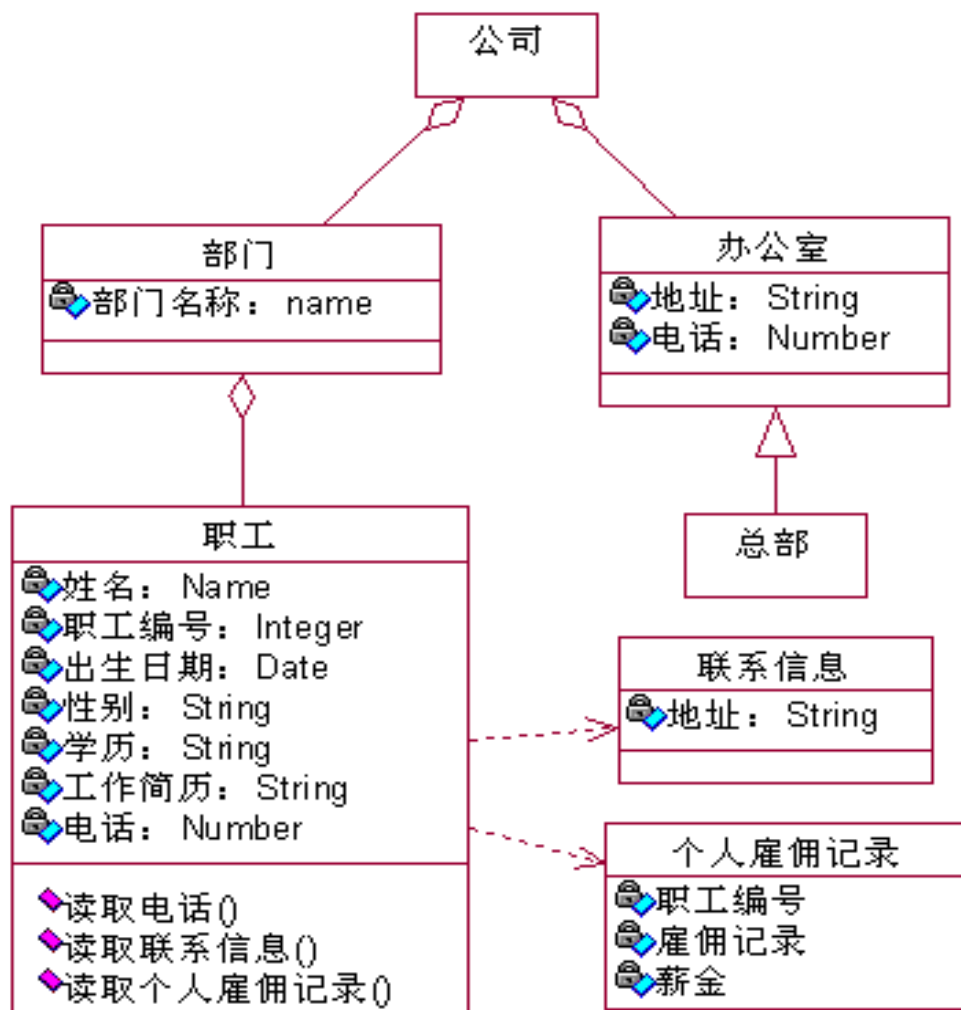 公司
部门
部门名称： name
办公室
地址： String
电话： Number
职工
姓名： Name
职工编号： Integer
出生日期： Date
性别： String
学历： String
工作简历： String
电话： Number
读取电话()
读取联系信息()
读取个人雇佣记录()
总部
联系信息
地址： String
个人雇佣记录
职工编号
雇佣记录
薪金